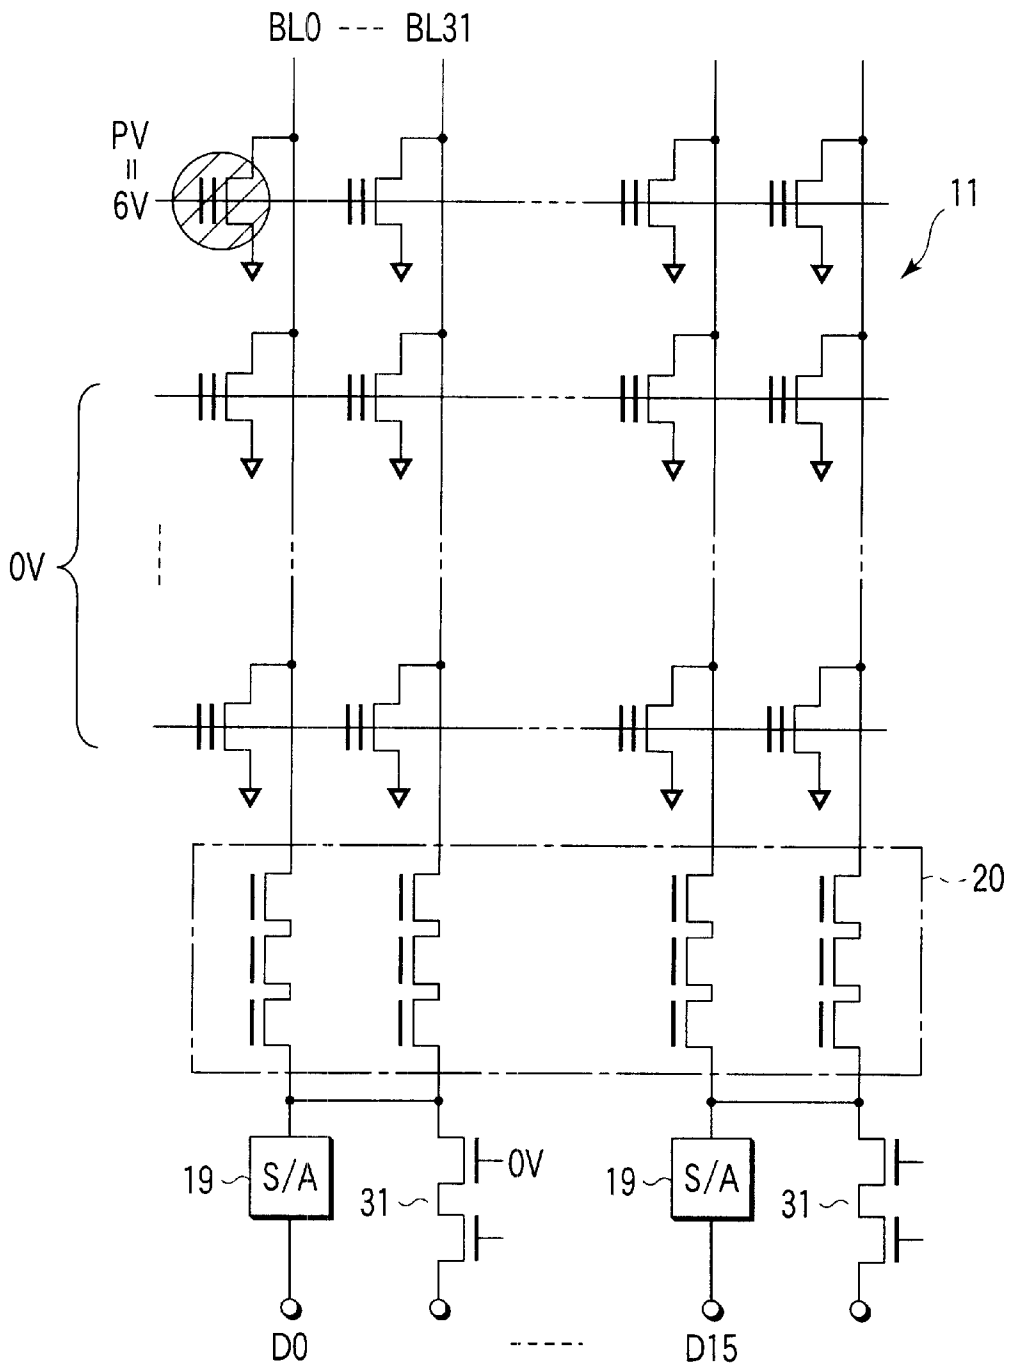 BL0 --- BL31
PV
=
6V
11
0V
20
19
S/A
31
0V
19
S/A
31
D0 ----- D15